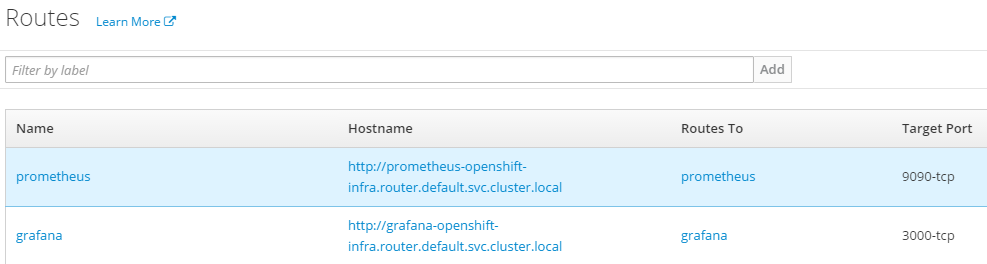 Routes Learn More
Filter by label Add
Name Hostname Routes To Target Port
prometheus http://prometheus-openshift-infra.router.default.svc.cluster.local prometheus 9090-tcp
grafana http://grafana-openshift-infra.router.default.svc.cluster.local grafana 3000-tcp